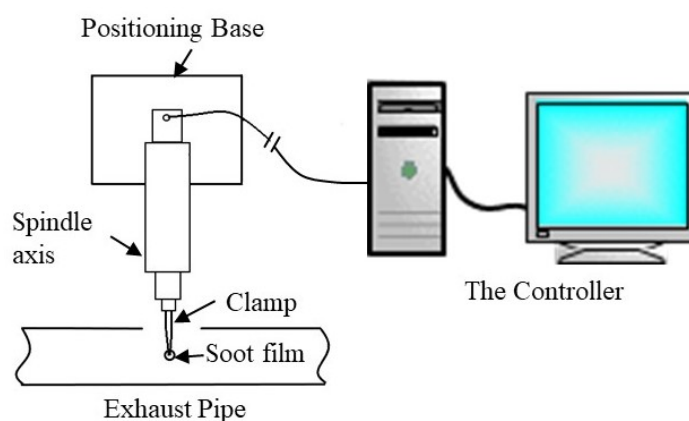 Positioning Base
Spindle
axis
Clamp
The Controller
Soot film
Exhaust Pipe